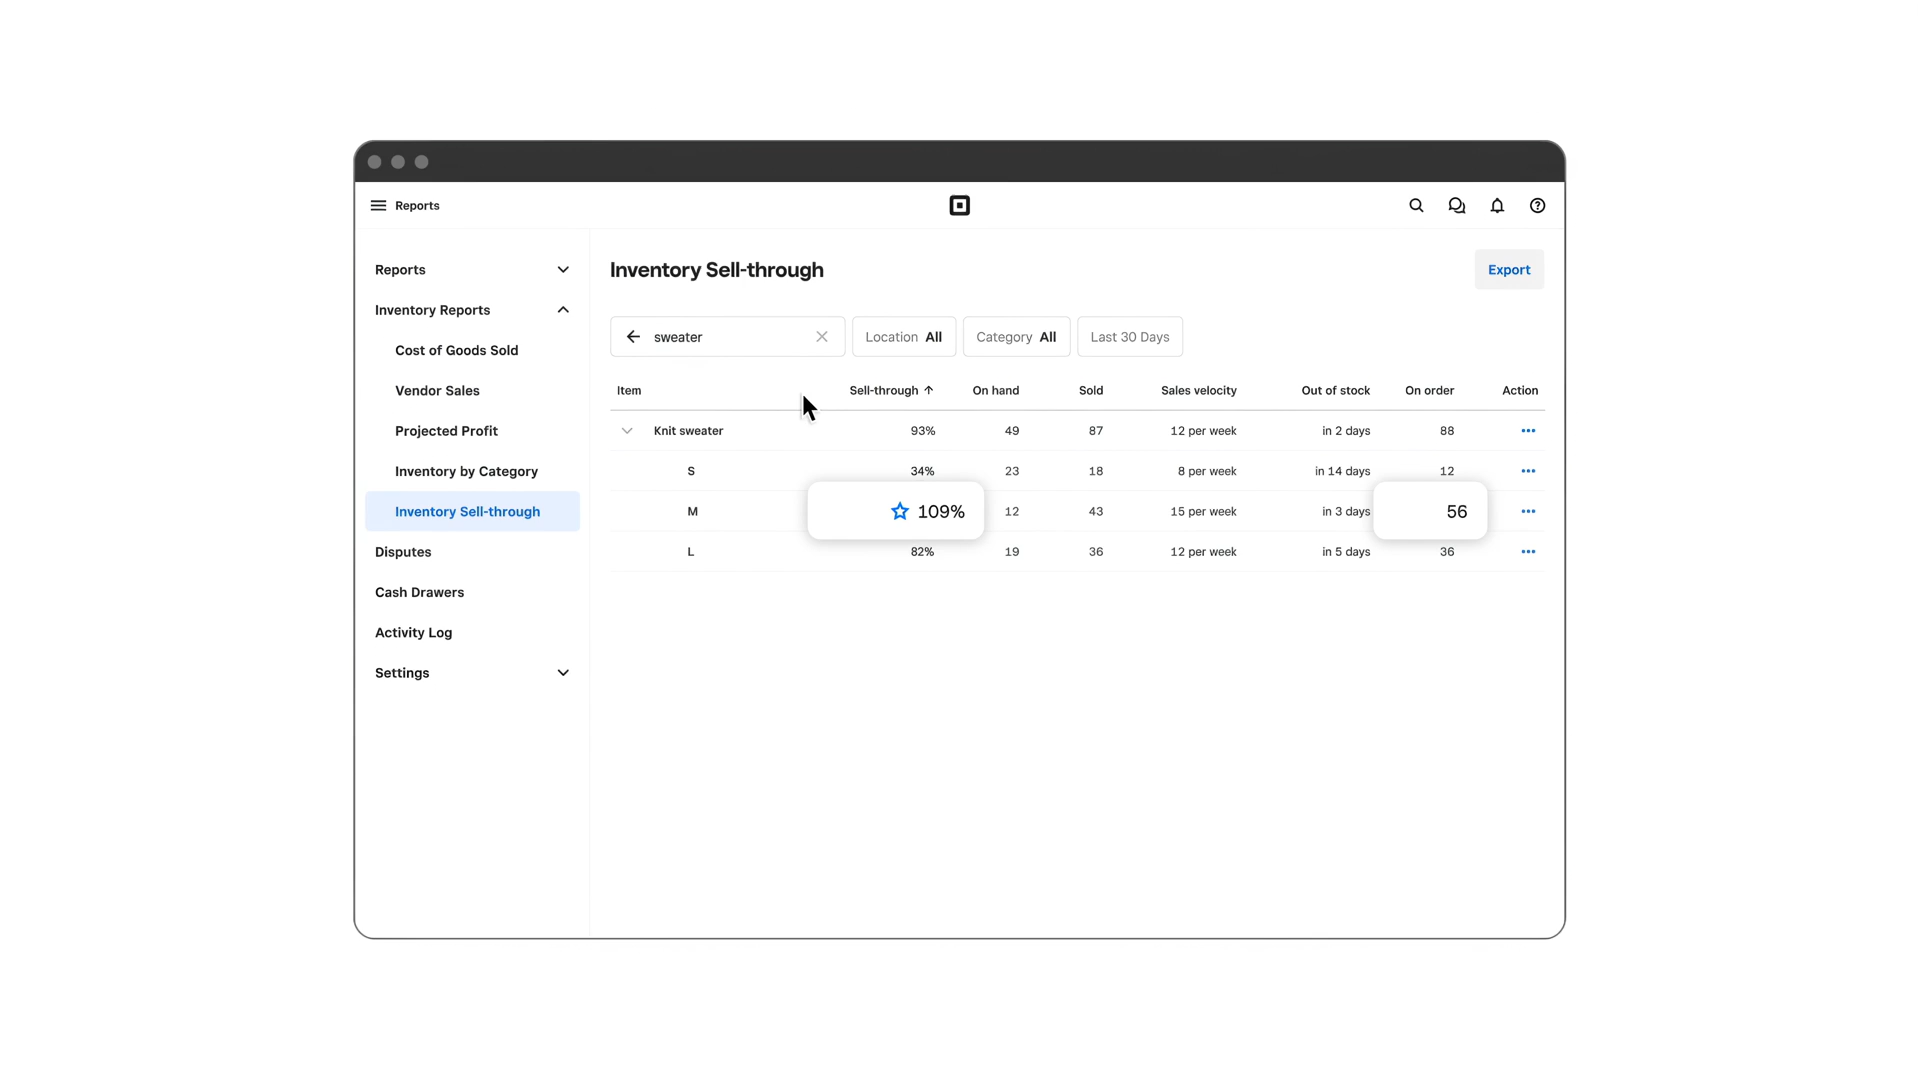 Reports
Reports
Inventory Reports
Cost of Goods Sold
Vendor Sales
Projected Profit
Inventory by Category
Inventory Sell-through
Disputes
Cash Drawers
Activity Log
Settings
Inventory Sell-through
Export
sweater
Location All
Category All
Last 30 Days
Item Sell-through ↑ On hand Sold Sales velocity Out of stock On order Action
Knit sweater 93% 49 87 12 per week in 2 days 88 •••
S 34% 23 18 8 per week in 14 days 12 •••
M 109% 12 43 15 per week in 3 days 56 •••
L 82% 19 36 12 per week in 5 days 36 •••